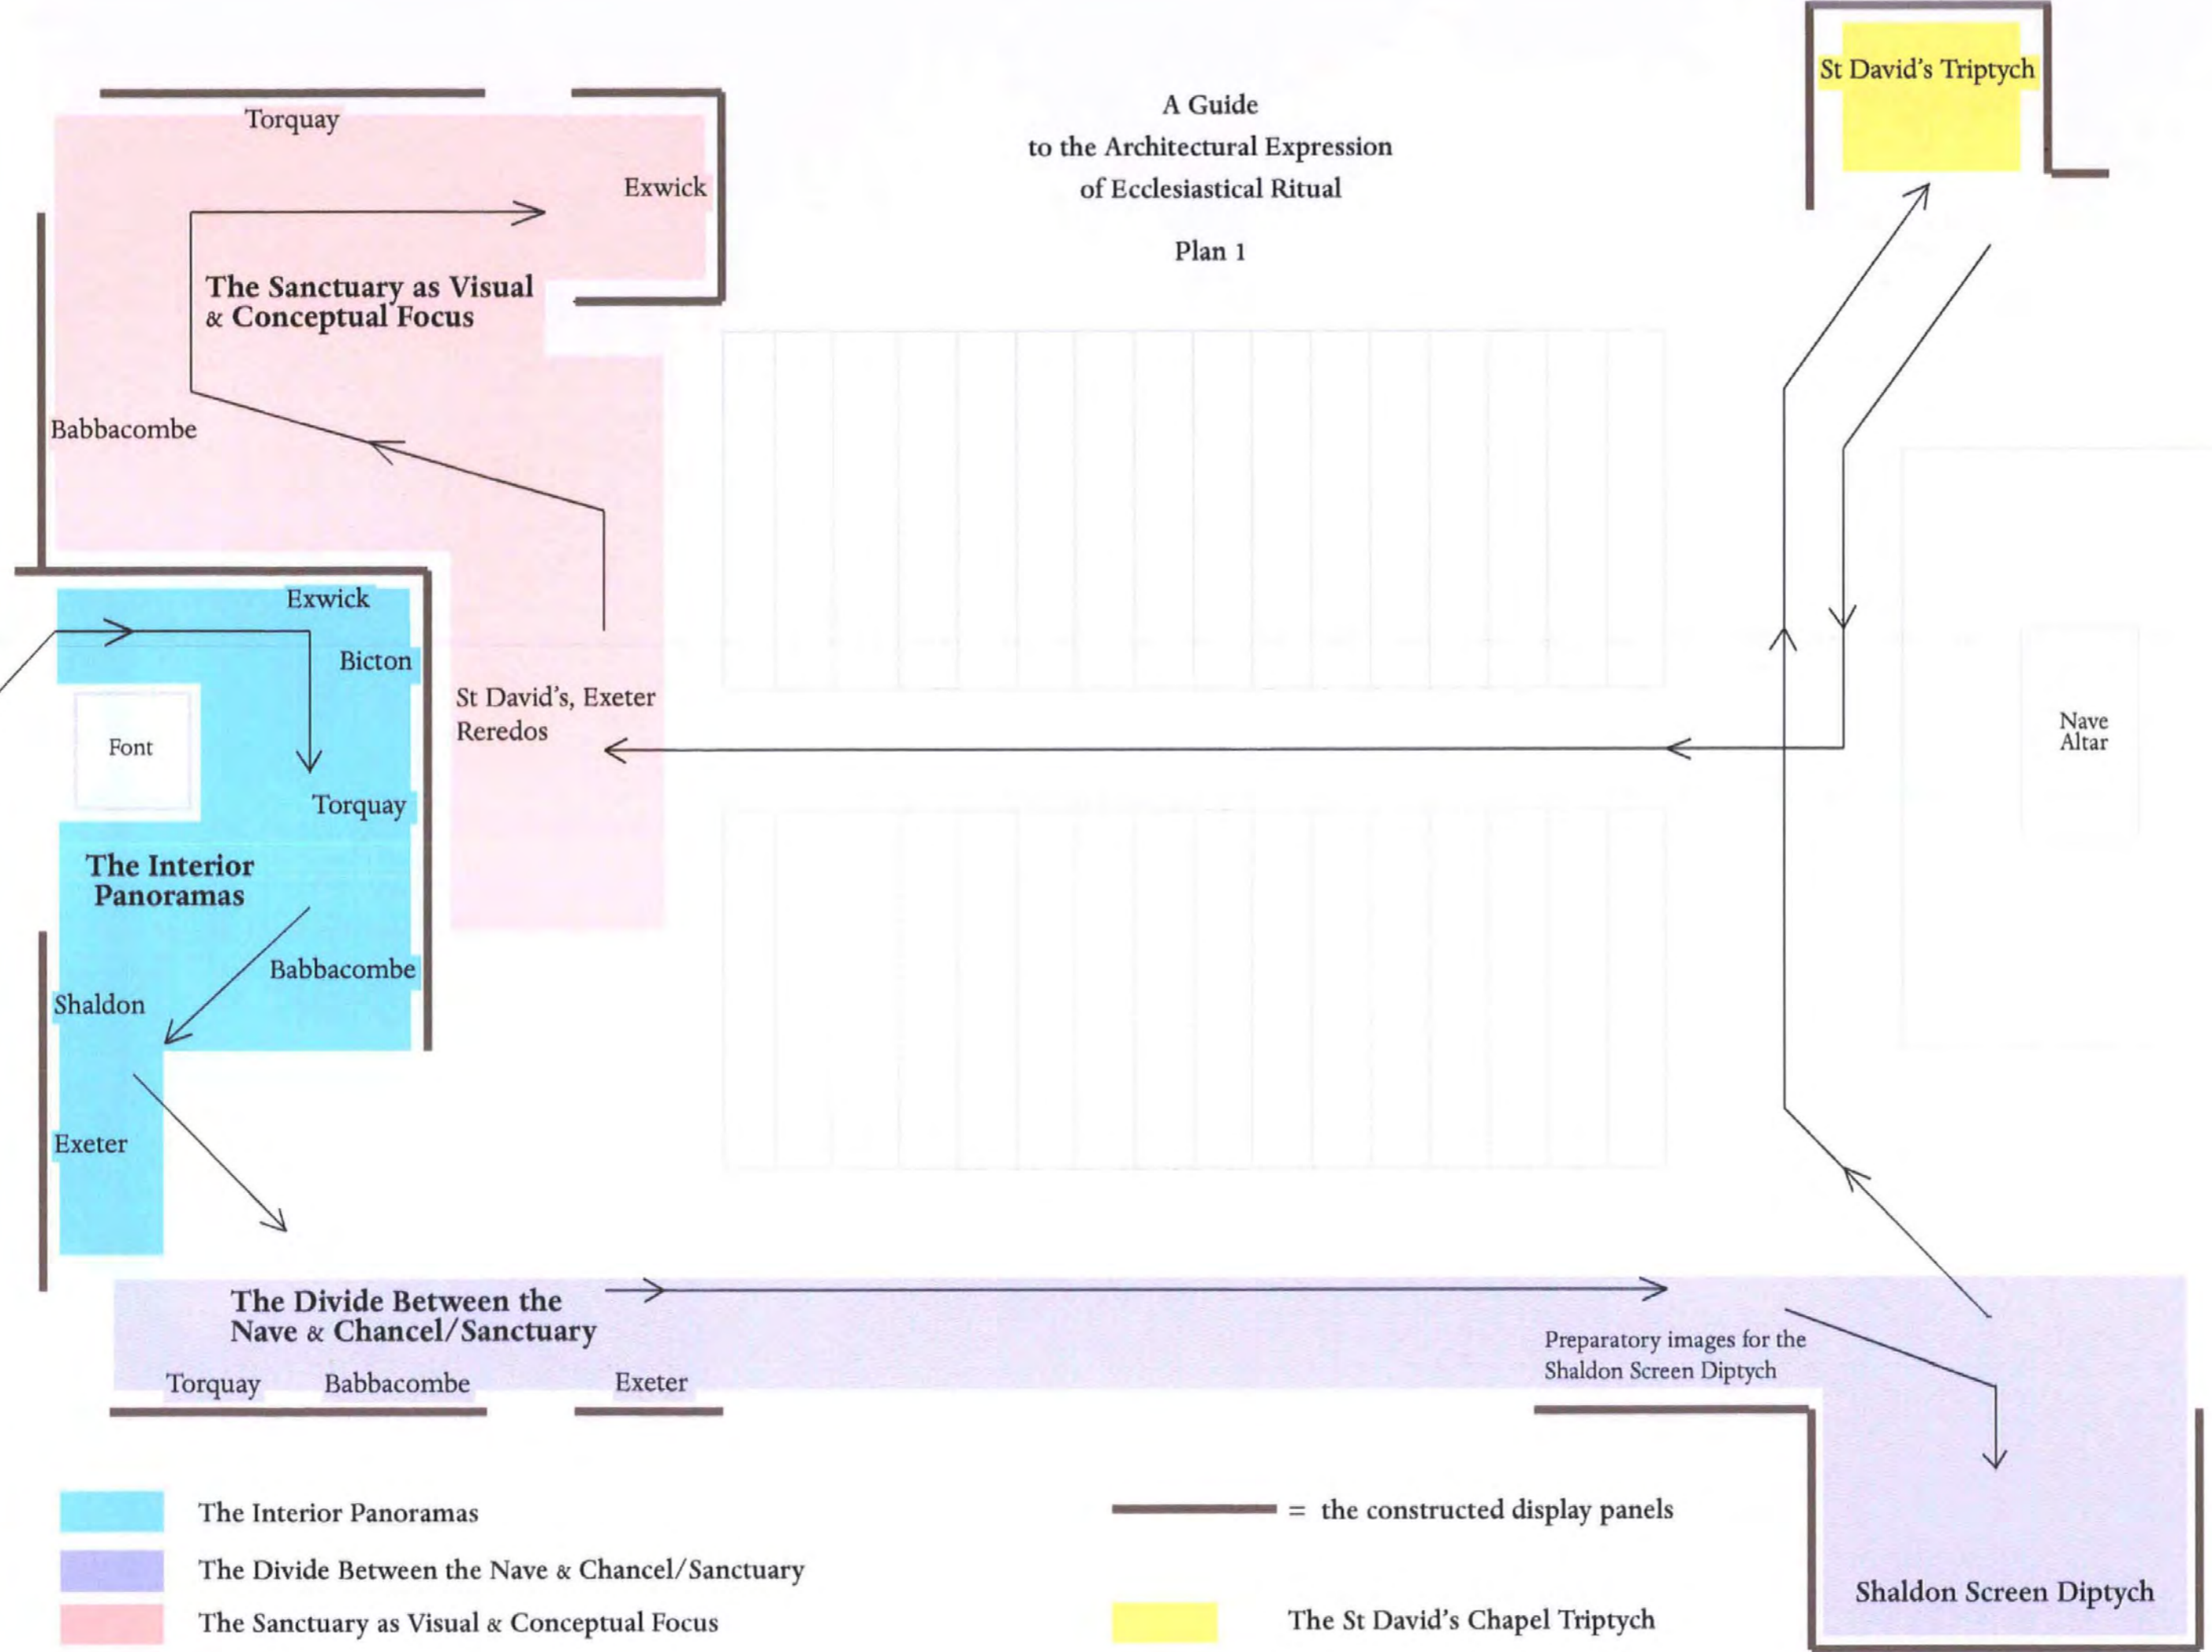 A Guide
to the Architectural Expression
of Ecclesiastical Ritual
Plan 1
St David's Triptych
Torquay
Exwick
The Sanctuary as Visual
& Conceptual Focus
Babbacombe
St David's, Exeter
Reredos
Exwick
Bicton
Font
Torquay
The Interior
Panoramas
Babbacombe
Shaldon
Exeter
Nave
Altar
The Divide Between the
Nave & Chancel/Sanctuary
Torquay
Babbacombe
Exeter
Preparatory images for the
Shaldon Screen Diptych
Shaldon Screen Diptych
The Interior Panoramas
The Divide Between the Nave & Chancel/Sanctuary
The Sanctuary as Visual & Conceptual Focus
= the constructed display panels
The St David's Chapel Triptych